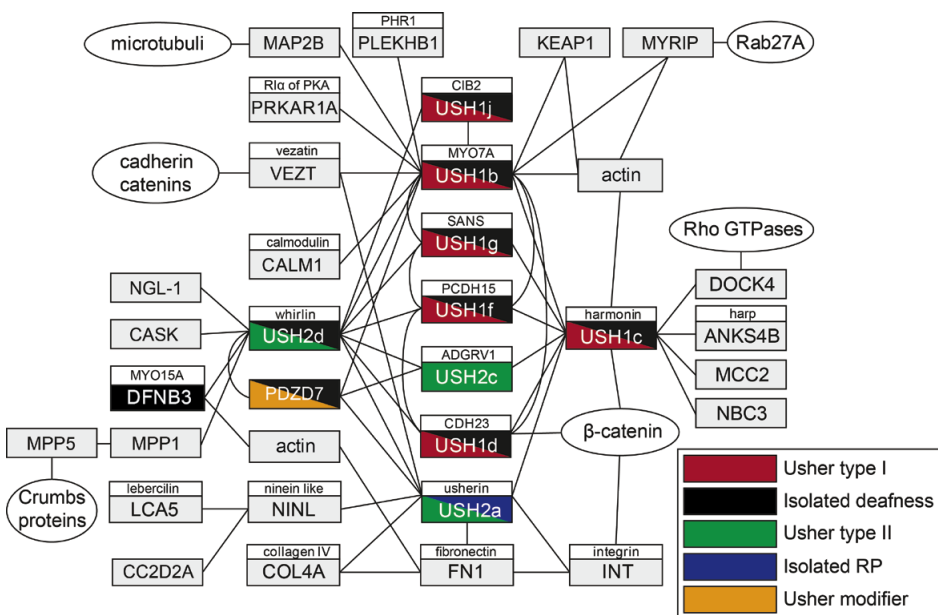 PHR1
microtubuli
MAP2B
PLEKHB1
KEAP1
MYRIP
Rab27A
RIα of PKA
PRKAR1A
CIB2
USH1j
cadherin
catenins
vezatin
VEZT
MYO7A
USH1b
actin
calmodulin
CALM1
SANS
USH1g
Rho GTPases
NGL-1
PCDH15
USH1f
DOCK4
whirlin
USH2d
harmonin
USH1c
harp
ANKS4B
CASK
ADGRV1
USH2c
MCC2
MYO15A
DFNB3
PDZD7
NBC3
MPP5
MPP1
actin
CDH23
USH1d
β-catenin
Crumbs
proteins
lebercilin
LCA5
ninein like
NINL
usherin
USH2a
CC2D2A
collagen IV
COL4A
fibronectin
FN1
integrin
INT
Usher type I
Isolated deafness
Usher type II
Isolated RP
Usher modifier